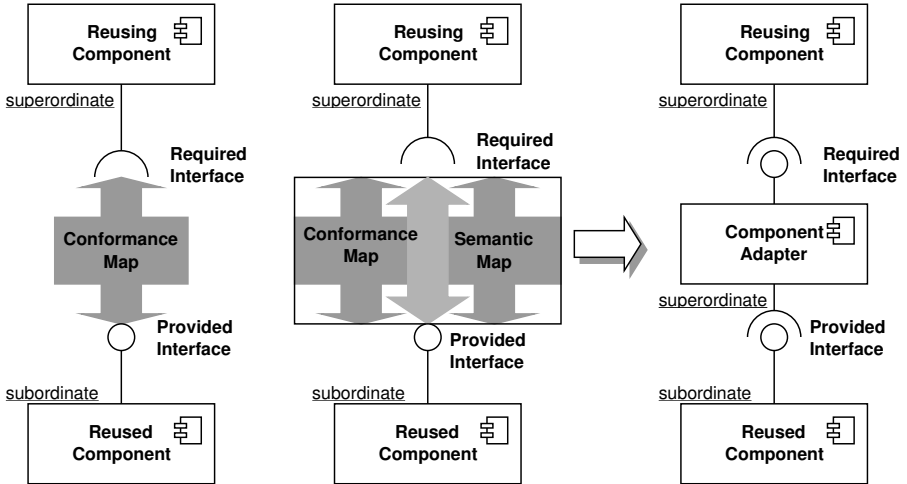 Reusing
Component
superordinate
Required
Interface
Conformance
Map
Provided
Interface
subordinate
Reused
Component
Reusing
Component
superordinate
Required
Interface
Conformance
Map
Semantic
Map
Provided
Interface
subordinate
Reused
Component
Reusing
Component
superordinate
Required
Interface
Component
Adapter
superordinate
Provided
Interface
subordinate
Reused
Component